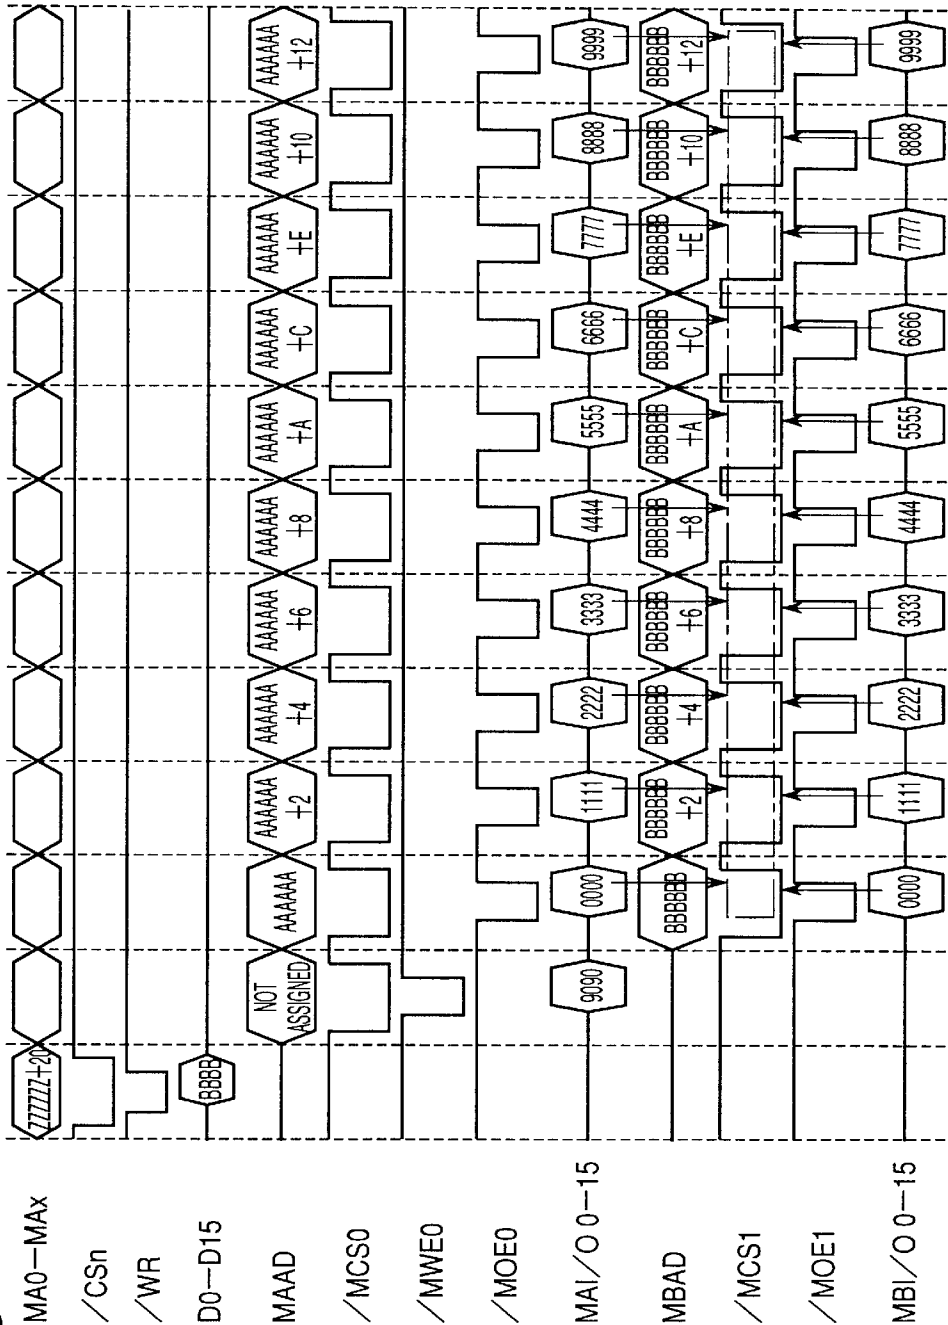 MA0—MAx
ZZZZZZ+20
/CSn
/WR
D0—D15
BBBB
MAAD
NOT
ASSIGNED
AAAAAA
AAAAAA
+2
AAAAAA
+4
AAAAAA
+6
AAAAAA
+8
AAAAAA
+A
AAAAAA
+C
AAAAAA
+E
AAAAAA
+10
AAAAAA
+12
/MCS0
/MWE0
/MOE0
MAI/O 0—15
9090
0000
1111
2222
3333
4444
5555
6666
7777
8888
9999
MBAD
BBBBBB
BBBBBB
+2
BBBBBB
+4
BBBBBB
+6
BBBBBB
+8
BBBBBB
+A
BBBBBB
+C
BBBBBB
+E
BBBBBB
+10
BBBBBB
+12
/MCS1
/MOE1
MBI/O 0—15
0000
1111
2222
3333
4444
5555
6666
7777
8888
9999